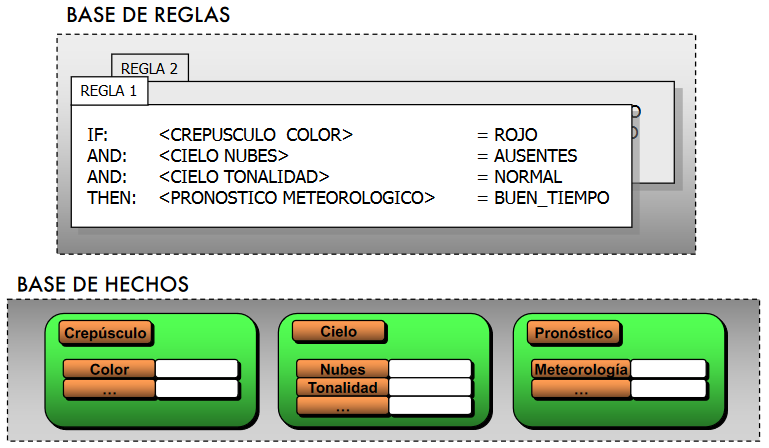 BASE DE REGLAS
REGLA 2
REGLA 1
IF: <CREPUSCULO COLOR> = ROJO
AND: <CIELO NUBES> = AUSENTES
AND: <CIELO TONALIDAD> = NORMAL
THEN: <PRONOSTICO METEOROLOGICO> = BUEN_TIEMPO
BASE DE HECHOS
Crepúsculo
Color
...
Cielo
Nubes
Tonalidad
...
Pronóstico
Meteorología
...